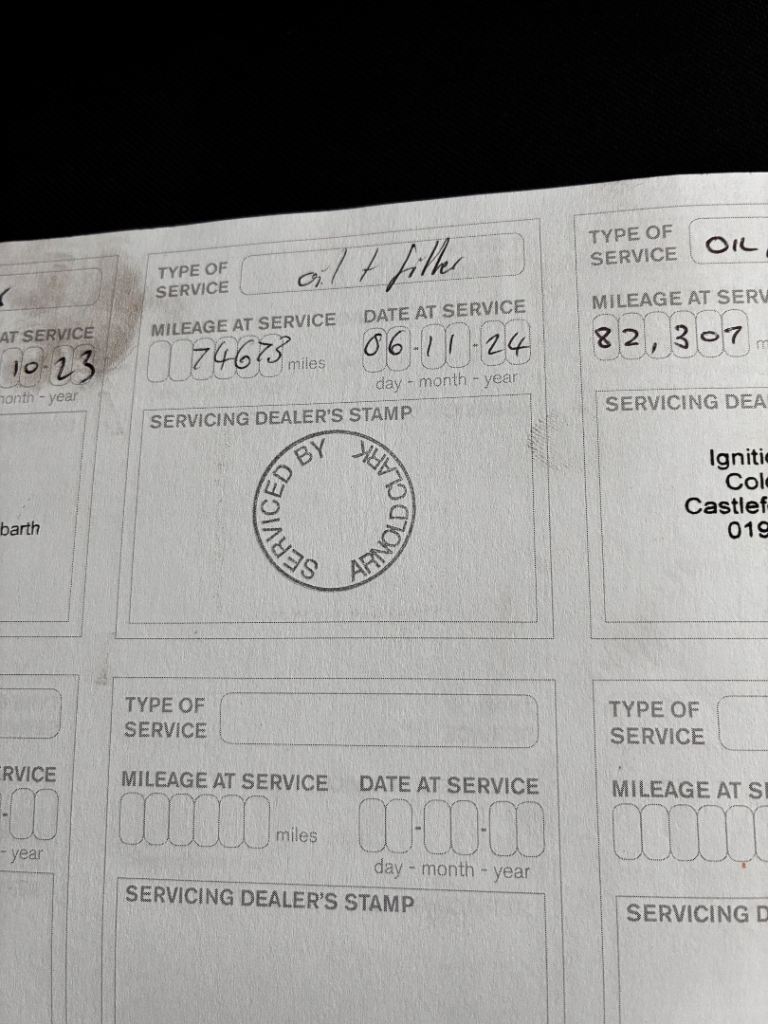 AT SERVICE
10-23
month - year
barth
TYPE OF
SERVICE
oil + filter
MILEAGE AT SERVICE
74673 miles
DATE AT SERVICE
06-11-24
day - month - year
SERVICING DEALER'S STAMP
SERVICED BY
ARNOLD CLARK
TYPE OF
SERVICE
OIL
MILEAGE AT SERV
82,307 m
SERVICING DEA
Igniti
Col
Castlef
019
RVICE
- year
TYPE OF
SERVICE
MILEAGE AT SERVICE
miles
DATE AT SERVICE
day - month - year
SERVICING DEALER'S STAMP
TYPE OF
SERVICE
MILEAGE AT S
SERVICING D